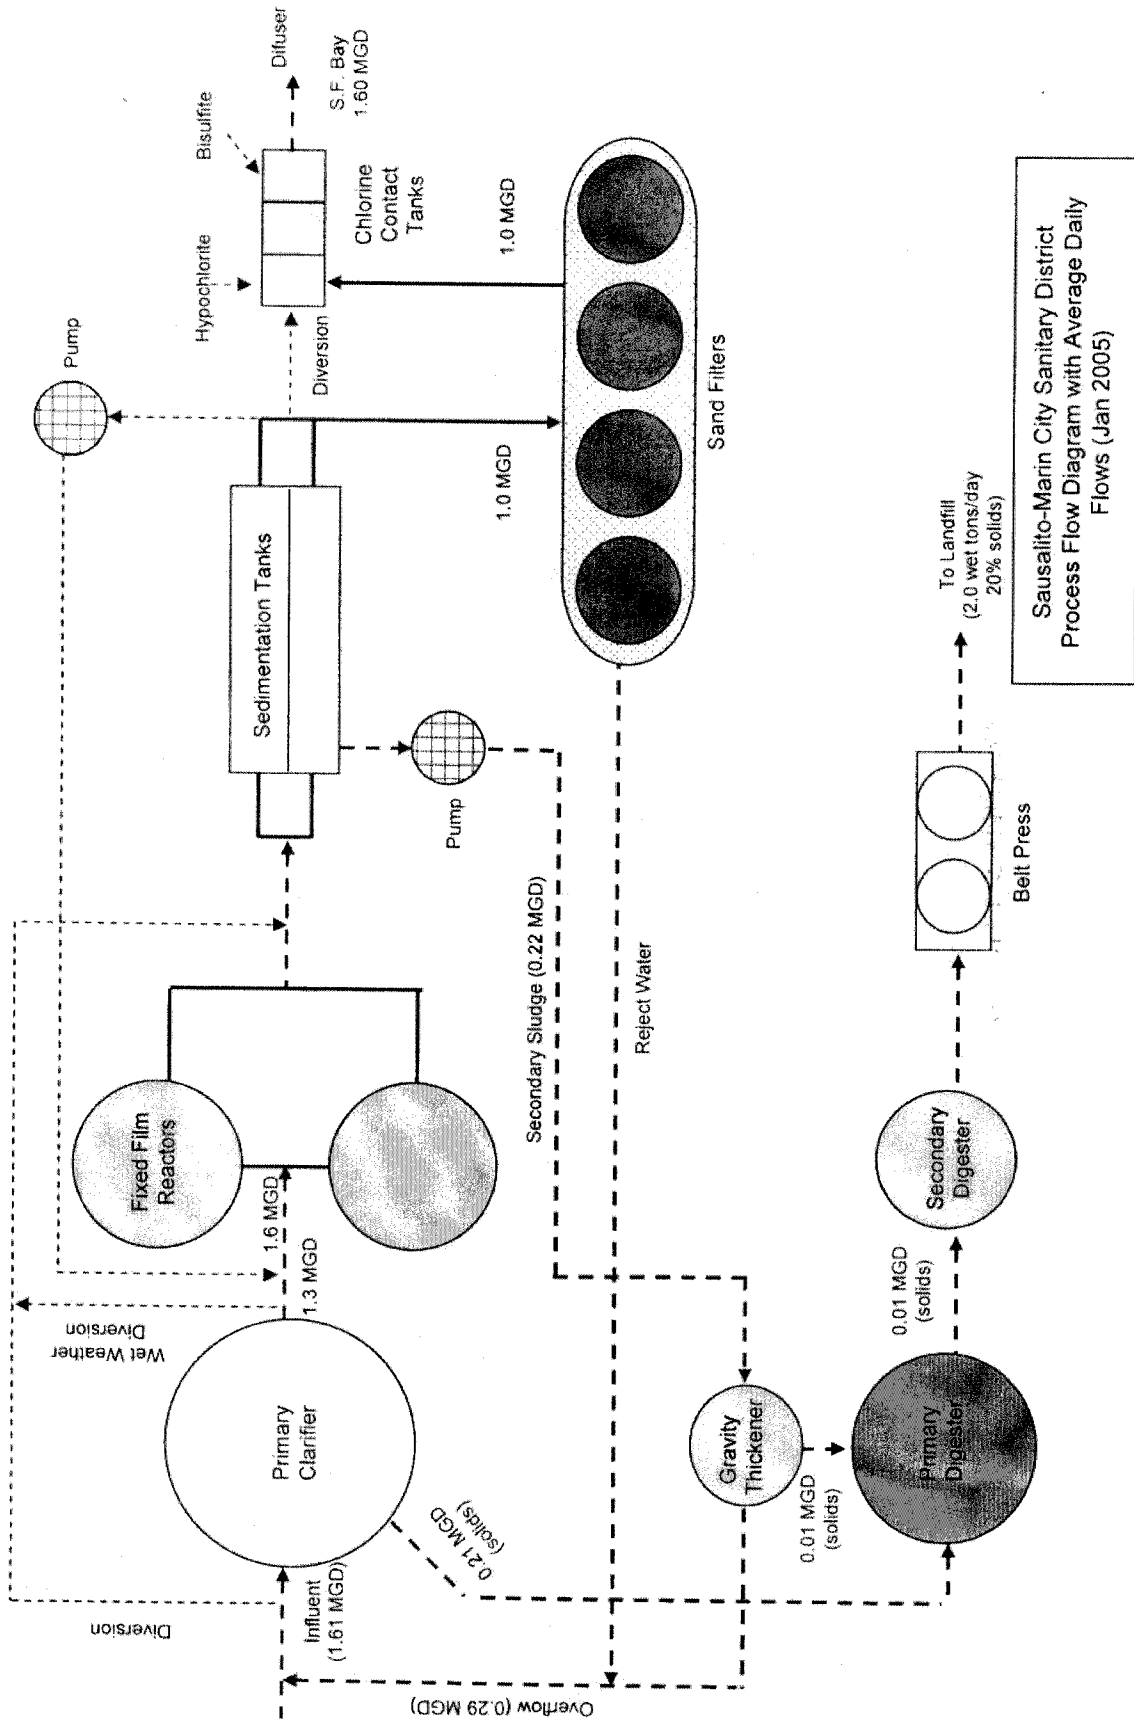 Diversion
Influent
(1.61 MGD)
Overflow (0.29 MGD)
Primary
Clarifier
Wet Weather
Diversion
0.21 MGD
(solids)
1.3 MGD
1.6 MGD
Fixed Film
Reactors
Sedimentation Tanks
Pump
Pump
Diversion
Hypochlorite
Bisulfite
Chlorine
Contact
Tanks
Difuser
S.F. Bay
1.60 MGD
1.0 MGD
1.0 MGD
Sand Filters
Secondary Sludge (0.22 MGD)
Reject Water
Gravity
Thickener
0.01 MGD
(solids)
Primary
Digester
0.01 MGD
(solids)
Secondary
Digester
Belt Press
To Landfill
(2.0 wet tons/day
20% solids)
Sausalito-Marin City Sanitary District
Process Flow Diagram with Average Daily
Flows (Jan 2005)